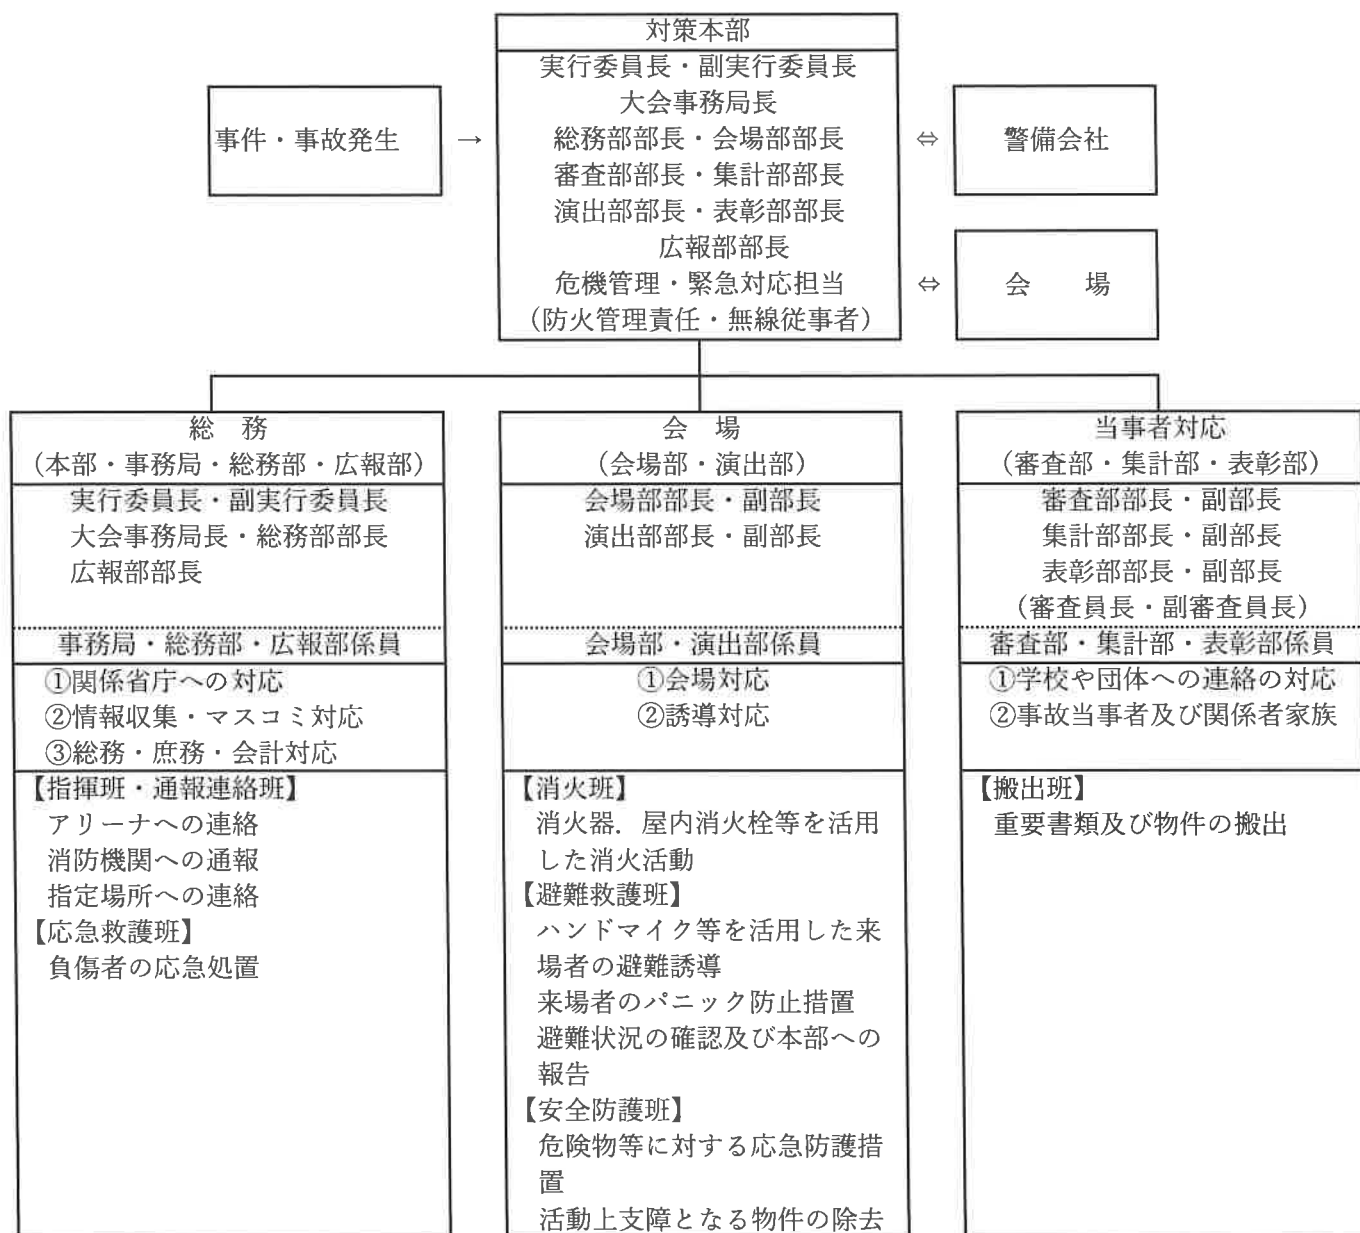 対策本部
実行委員長・副実行委員長
大会事務局長
総務部部長・会場部部長
審査部部長・集計部部長
演出部部長・表彰部部長
広報部部長
危機管理・緊急対応担当
（防火管理責任・無線従事者）
事件・事故発生
→
⇔
警備会社
⇔
会　場
総　務
（本部・事務局・総務部・広報部）
実行委員長・副実行委員長
大会事務局長・総務部部長
広報部部長
事務局・総務部・広報部係員
①関係省庁への対応
②情報収集・マスコミ対応
③総務・庶務・会計対応
【指揮班・通報連絡班】
アリーナへの連絡
消防機関への通報
指定場所への連絡
【応急救護班】
負傷者の応急処置
会　場
（会場部・演出部）
会場部部長・副部長
演出部部長・副部長
会場部・演出部係員
①会場対応
②誘導対応
【消火班】
消火器．屋内消火栓等を活用
した消火活動
【避難救護班】
ハンドマイク等を活用した来
場者の避難誘導
来場者のパニック防止措置
避難状況の確認及び本部への
報告
【安全防護班】
危険物等に対する応急防護措
置
活動上支障となる物件の除去
当事者対応
（審査部・集計部・表彰部）
審査部部長・副部長
集計部部長・副部長
表彰部部長・副部長
（審査員長・副審査員長）
審査部・集計部・表彰部係員
①学校や団体への連絡の対応
②事故当事者及び関係者家族
【搬出班】
重要書類及び物件の搬出